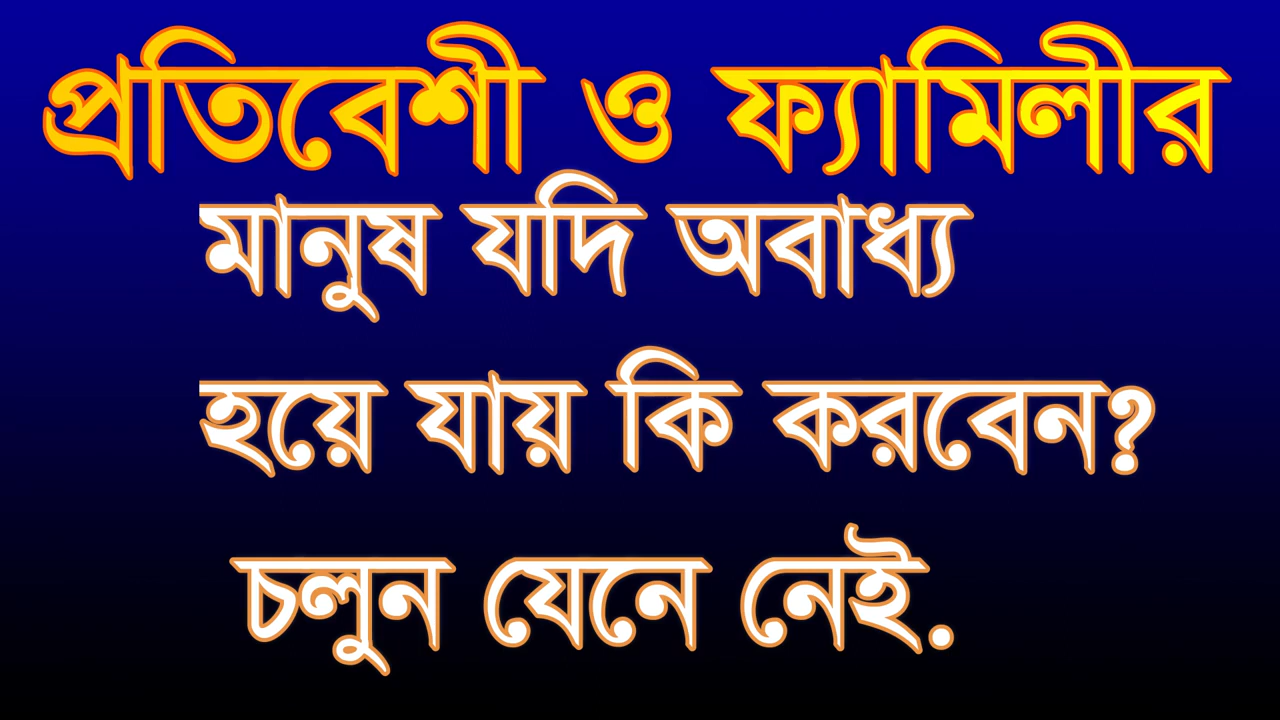 প্রতিবেশী ও ফ্যামিলীর
মানুষ যদি অবাধ্য
হয়ে যায় কি করবেন?
চলুন যেনে নেই.